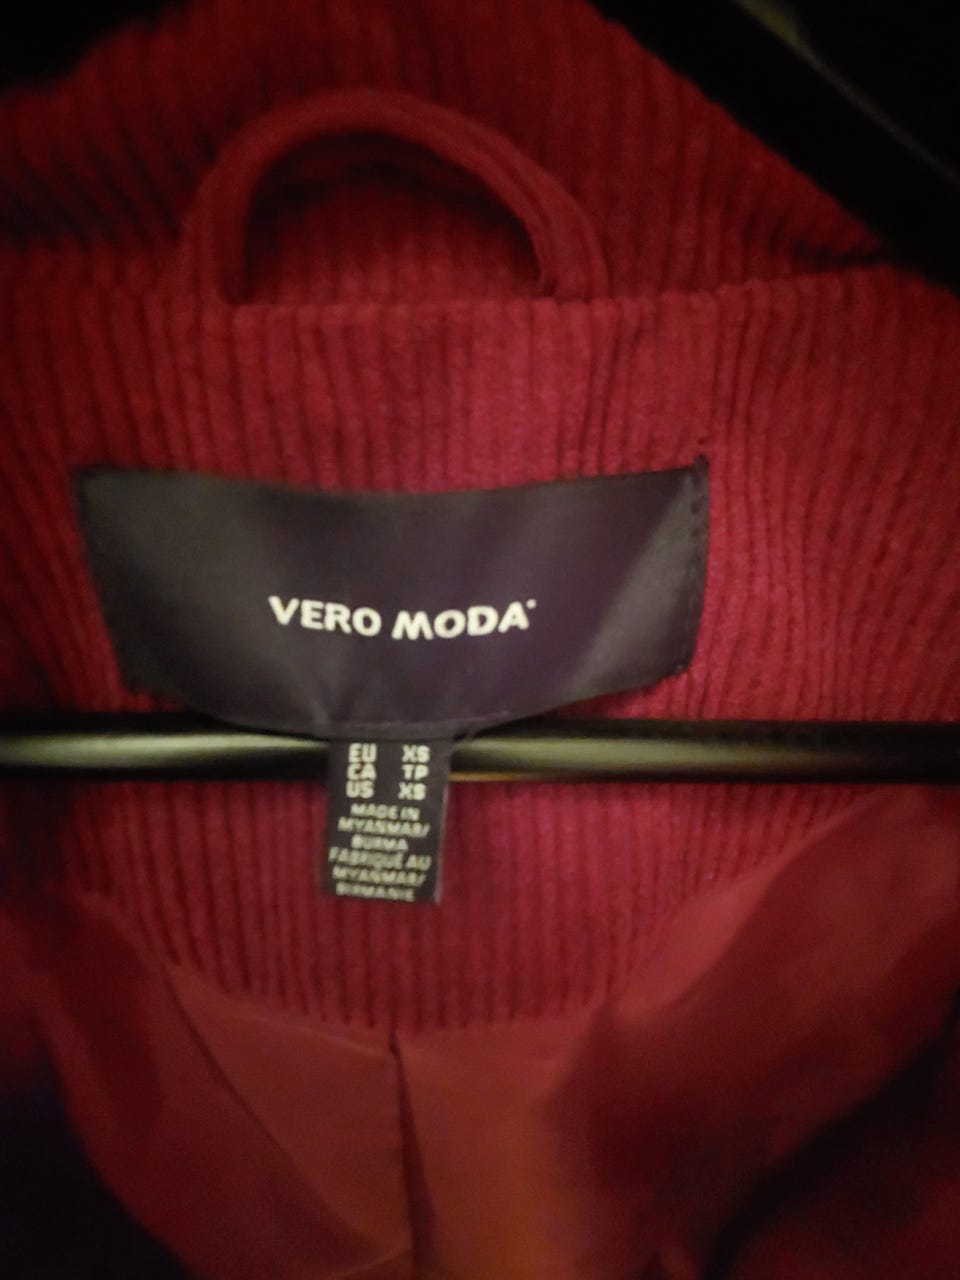 VERO MODA
EU XS
CA TP
US XS
MADE IN
MYANMAR/
BURMA
FABRIQUÉ AU
MYANMAR/
BIRMANIE